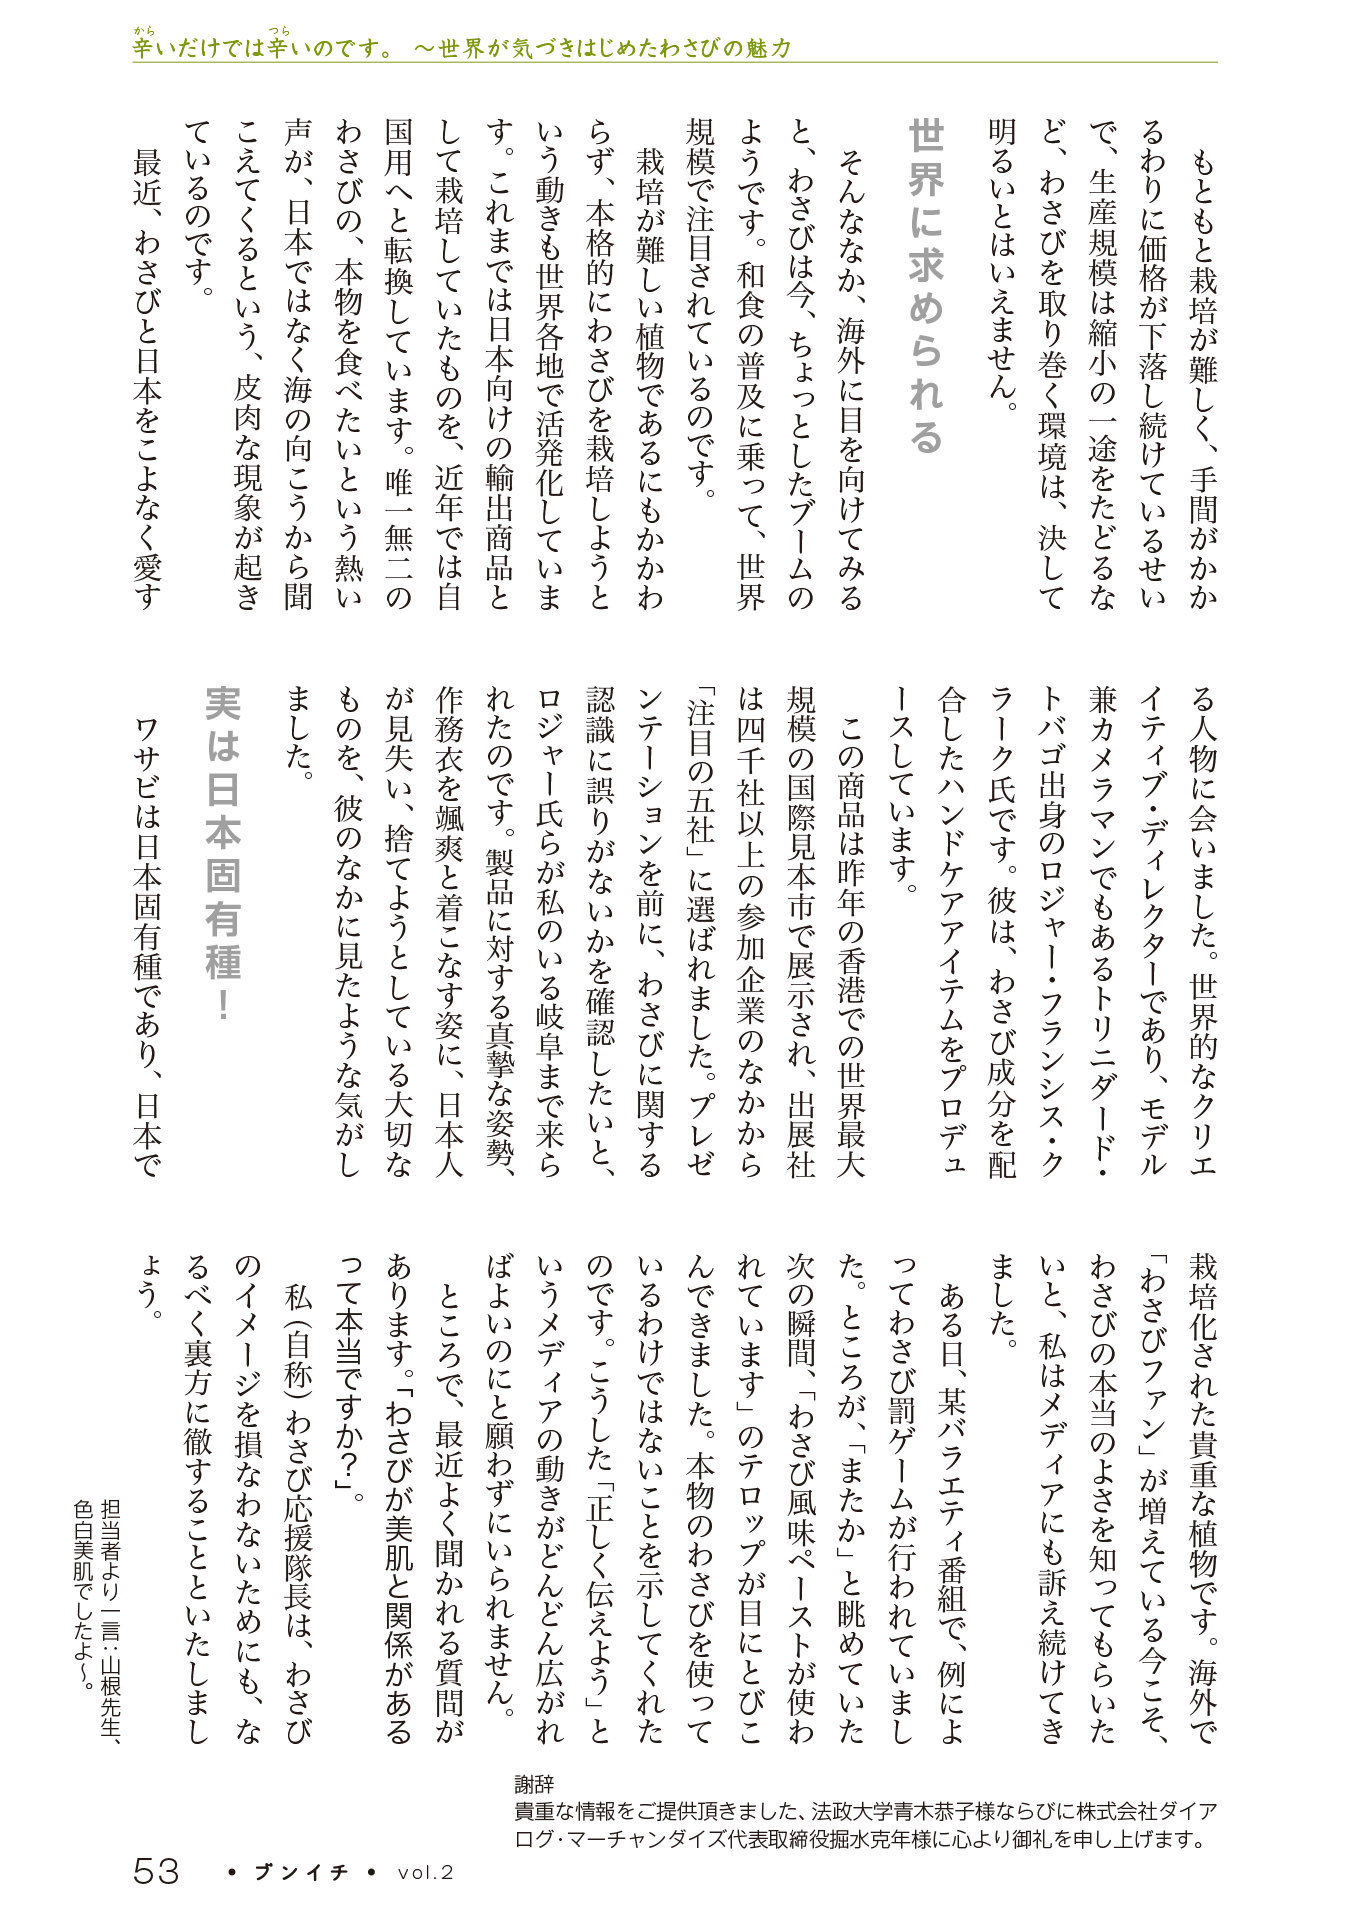 辛いだけでは辛いのです。 〜世界が気づきはじめたわさびの魅力
から
つら
もともと栽培が難しく、手間がかか
るわりに価格が下落し続けているせい
で、生産規模は縮小の一途をたどるな
ど、わさびを取り巻く環境は、決して
明るいとはいえません。
世界に求められる
そんななか、海外に目を向けてみる
と、わさびは今、ちょっとしたブームの
ようです。和食の普及に乗って、世界
規模で注目されているのです。
栽培が難しい植物であるにもかかわ
らず、本格的にわさびを栽培しようと
いう動きも世界各地で活発化していま
す。これまでは日本向けの輸出商品と
して栽培していたものを、近年では自
国用へと転換しています。唯一無二の
わさびの、本物を食べたいという熱い
声が、日本ではなく海の向こうから聞
こえてくるという、皮肉な現象が起き
ているのです。
最近、わさびと日本をこよなく愛す
る人物に会いました。世界的なクリエ
イティブ・ディレクターであり、モデル
兼カメラマンでもあるトリニダード・
トバゴ出身のロジャー・フランシス・ク
ラーク氏です。彼は、わさび成分を配
合したハンドケアアイテムをプロデュ
ースしています。
この商品は昨年の香港での世界最大
規模の国際見本市で展示され、出展社
は四千社以上の参加企業のなかから
「注目の五社」に選ばれました。プレゼ
ンテーションを前に、わさびに関する
認識に誤りがないかを確認したいと、
ロジャー氏らが私のいる岐阜まで来ら
れたのです。製品に対する真摯な姿勢、
作務衣を颯爽と着こなす姿に、日本人
が見失い、捨てようとしている大切な
ものを、彼のなかに見たような気がし
ました。
実は日本固有種！
ワサビは日本固有種であり、日本で
栽培化された貴重な植物です。海外で
「わさびファン」が増えている今こそ、
わさびの本当のよさを知ってもらいた
いと、私はメディアにも訴え続けてき
ました。
ある日、某バラエティ番組で、例によ
ってわさび罰ゲームが行われていまし
た。ところが、「またか」と眺めていた
次の瞬間、「わさび風味ペーストが使わ
れています」のテロップが目にとびこ
んできました。本物のわさびを使って
いるわけではないことを示してくれた
のです。こうした「正しく伝えよう」と
いうメディアの動きがどんどん広がれ
ばよいのにと願わずにいられません。
ところで、最近よく聞かれる質問が
あります。「わさびが美肌と関係がある
って本当ですか？」。
私（自称）わさび応援隊長は、わさび
のイメージを損なわないためにも、な
るべく裏方に徹することといたしまし
ょう。
担当者より一言：山根先生、
色白美肌でしたよ〜。
謝辞
貴重な情報をご提供頂きました、法政大学青木恭子様ならびに株式会社ダイア
ログ・マーチャンダイズ代表取締役掘水克年様に心より御礼を申し上げます。
53 ・ブンイチ・ vol.2